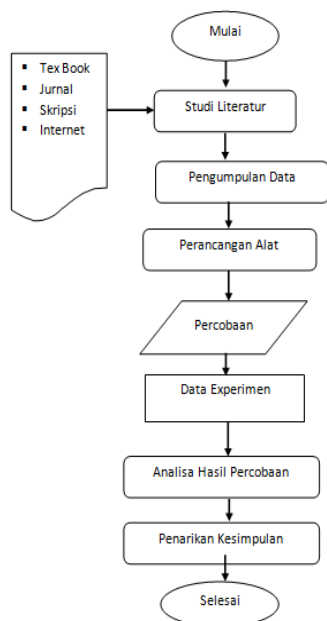 Mulai
▪ Tex Book
▪ Jurnal
▪ Skripsi
▪ Internet
Studi Literatur
Pengumpulan Data
Perancangan Alat
Percobaan
Data Experimen
Analisa Hasil Percobaan
Penarikan Kesimpulan
Selesai